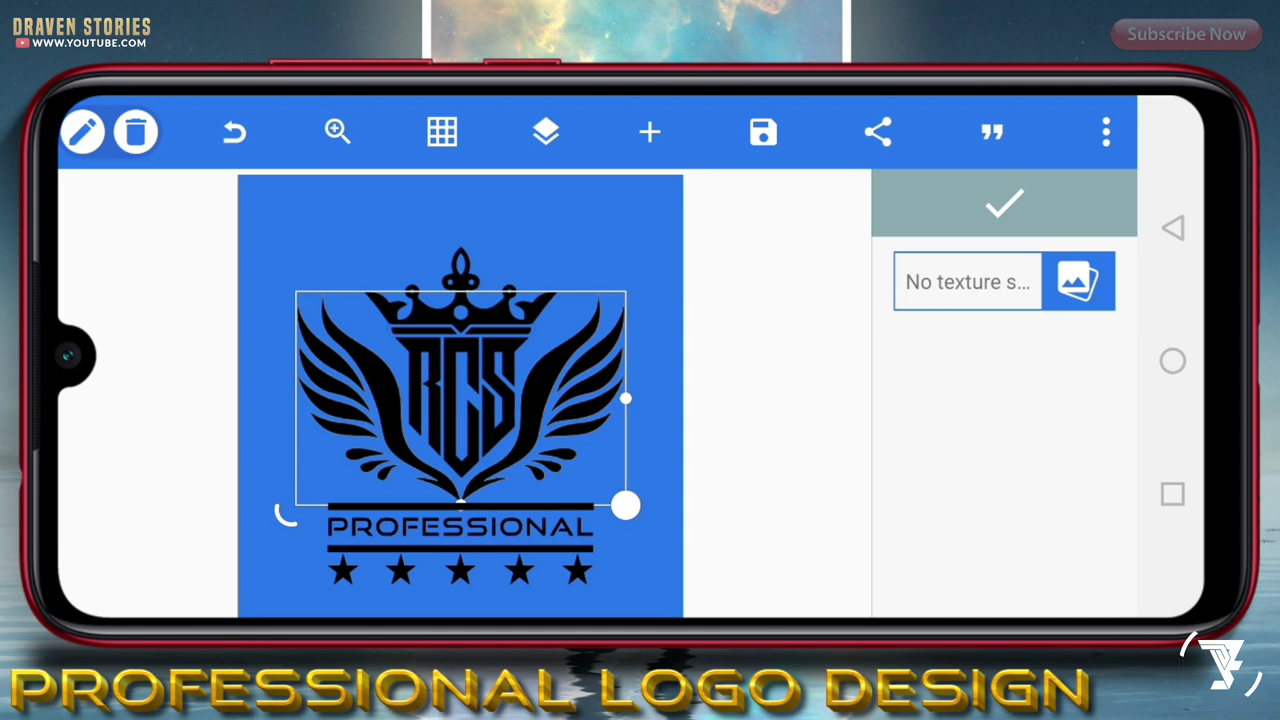 DRAVEN STORIES
WWW.YOUTUBE.COM
Subscribe Now
No texture s...
RCS
PROFESSIONAL
PROFESSIONAL LOGO DESIGN